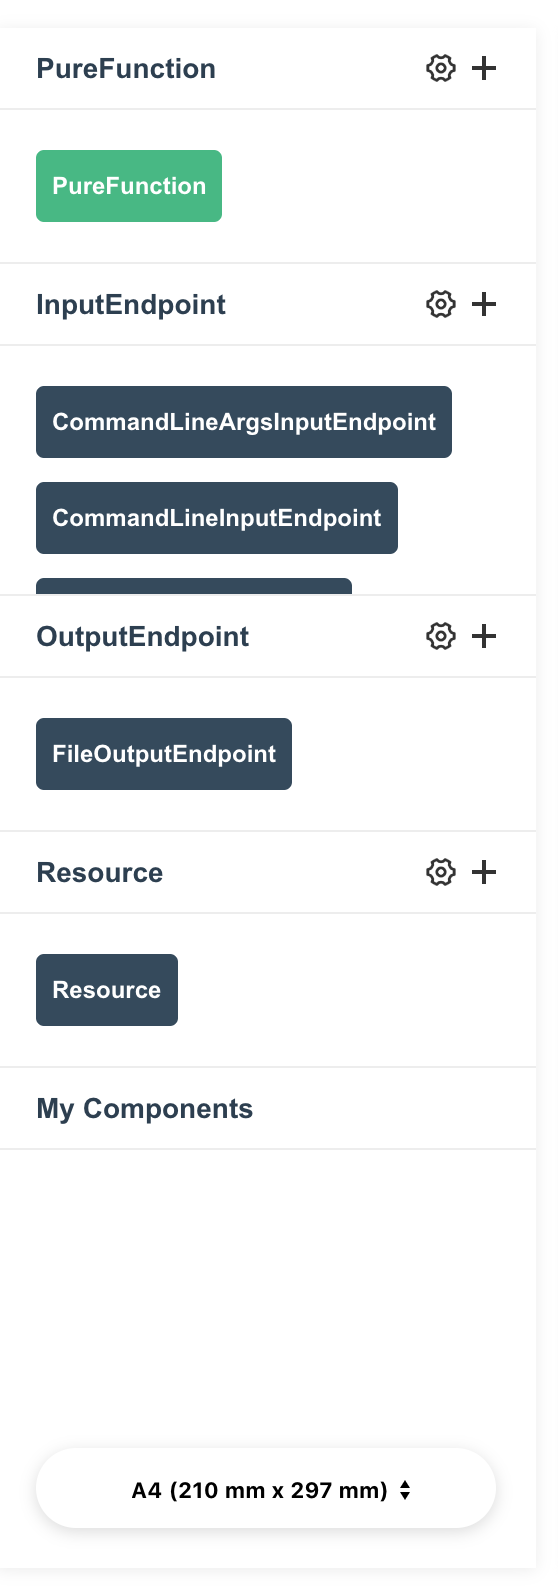 PureFunction
PureFunction
InputEndpoint
CommandLineArgsInputEndpoint
CommandLineInputEndpoint
OutputEndpoint
FileOutputEndpoint
Resource
Resource
My Components
A4 (210 mm x 297 mm)